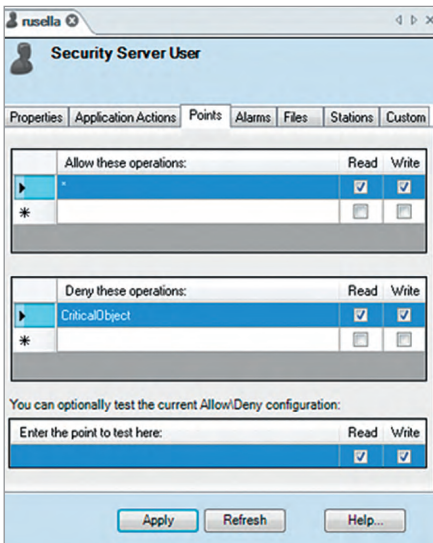 rusella
Security Server User
Properties Application Actions Points Alarms Files Stations Custom
Allow these operations: Read Write
*
*
Deny these operations: Read Write
CriticalObject
*
You can optionally test the current Allow\Deny configuration:
Enter the point to test here: Read Write
Apply Refresh Help...